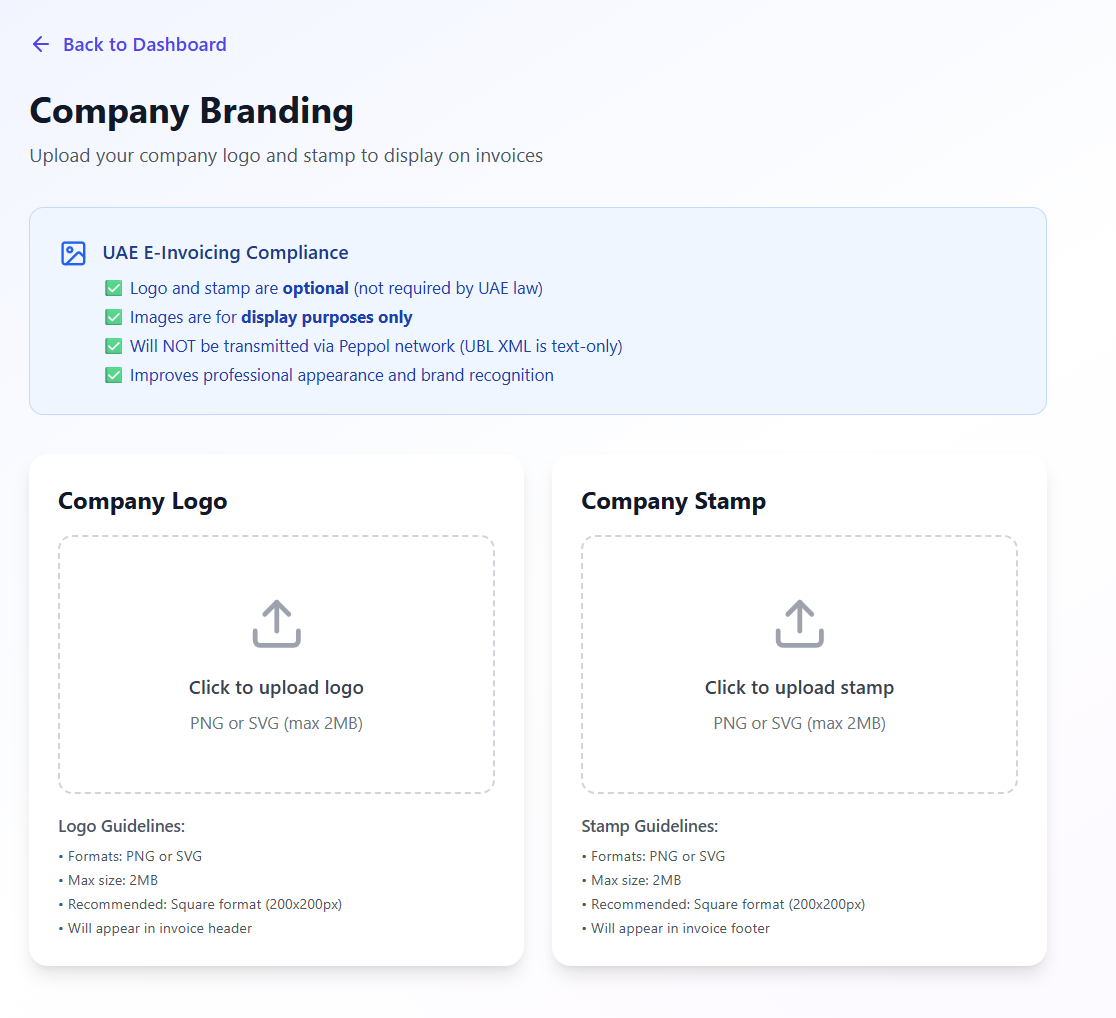 Back to Dashboard
Company Branding
Upload your company logo and stamp to display on invoices
UAE E-Invoicing Compliance
✅ Logo and stamp are optional (not required by UAE law)
✅ Images are for display purposes only
✅ Will NOT be transmitted via Peppol network (UBL XML is text-only)
✅ Improves professional appearance and brand recognition
Company Logo
Click to upload logo
PNG or SVG (max 2MB)
Logo Guidelines:
• Formats: PNG or SVG
• Max size: 2MB
• Recommended: Square format (200x200px)
• Will appear in invoice header
Company Stamp
Click to upload stamp
PNG or SVG (max 2MB)
Stamp Guidelines:
• Formats: PNG or SVG
• Max size: 2MB
• Recommended: Square format (200x200px)
• Will appear in invoice footer